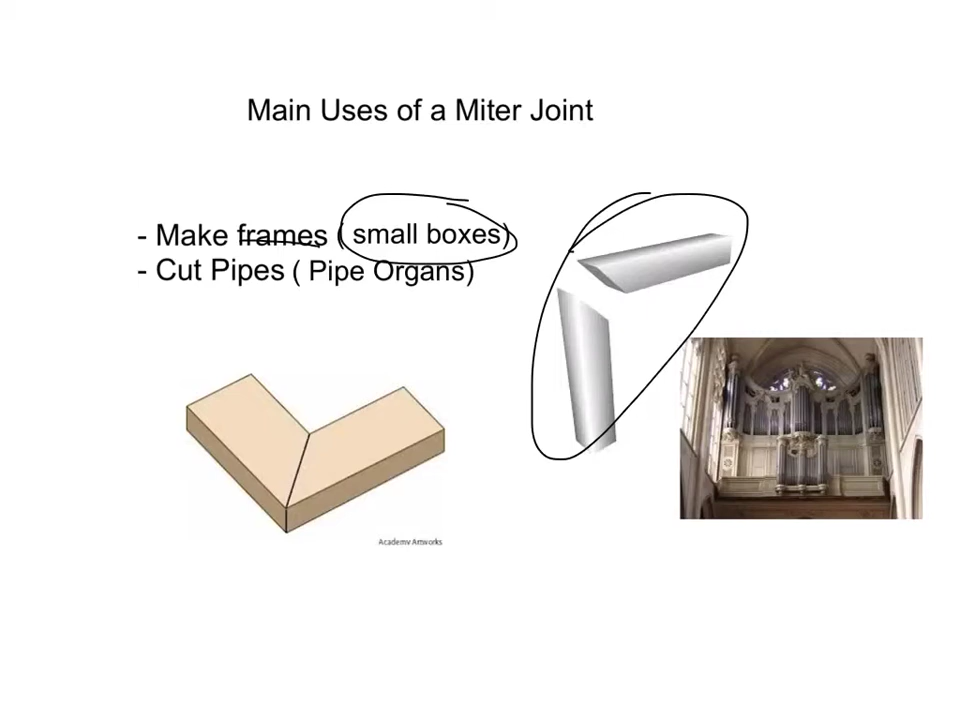 Main Uses of a Miter Joint
- Make frames ( small boxes)
- Cut Pipes ( Pipe Organs)
Academy Artworks